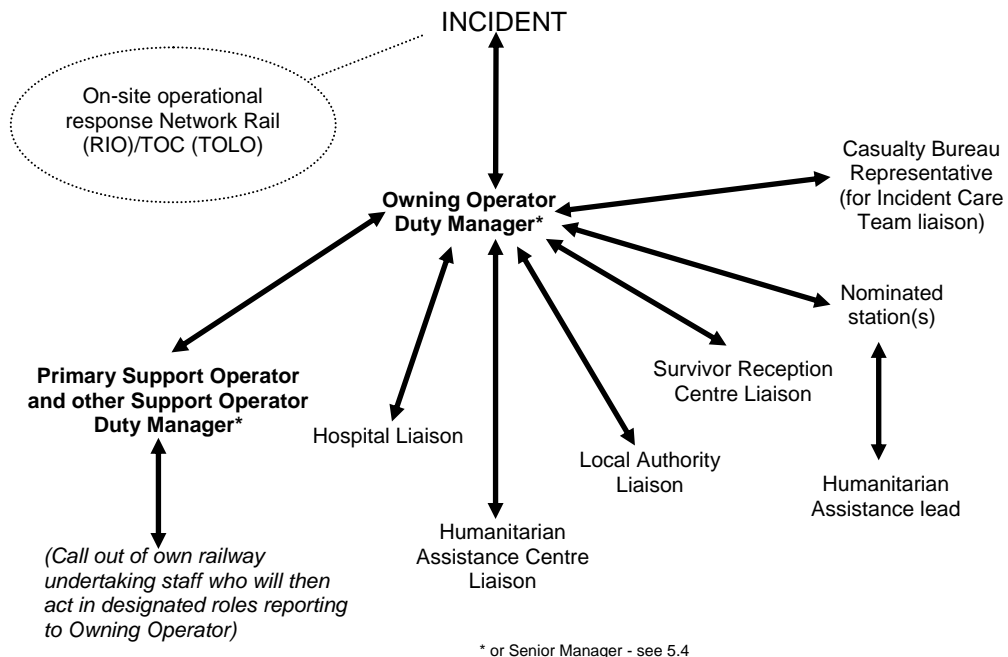 INCIDENT
On-site operational
response Network Rail
(RIO)/TOC (TOLO)
Casualty Bureau
Representative
(for Incident Care
Team liaison)
Owning Operator
Duty Manager*
Nominated
station(s)
Primary Support Operator
and other Support Operator
Duty Manager*
Survivor Reception
Centre Liaison
Hospital Liaison
Local Authority
Liaison
Humanitarian
Assistance lead
Humanitarian
Assistance Centre
Liaison
(Call out of own railway
undertaking staff who will then
act in designated roles reporting
to Owning Operator)
* or Senior Manager - see 5.4